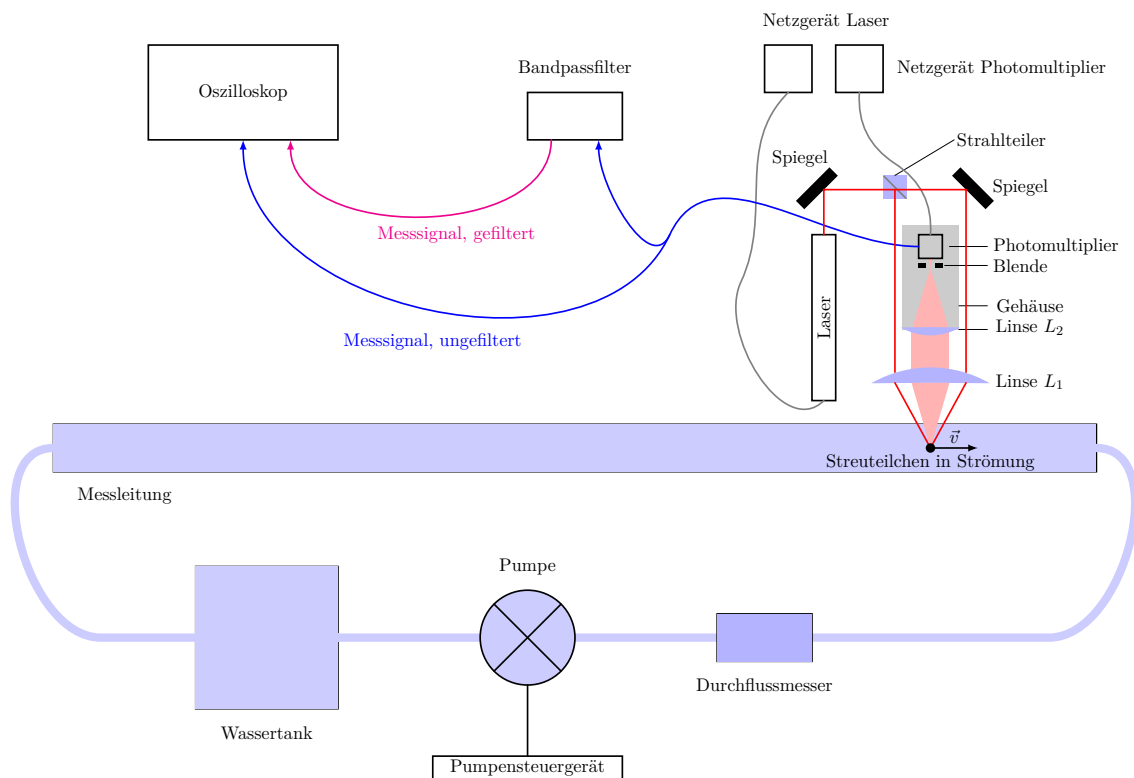 Netzgerät Laser
Bandpassfilter
Netzgerät Photomultiplier
Oszilloskop
Strahlteiler
Spiegel
Spiegel
Messsignal, gefiltert
Photomultiplier
Blende
Gehäuse
Laser
Linse L₂
Messsignal, ungefiltert
Linse L₁
v⃗
Streuteilchen in Strömung
Messleitung
Pumpe
Durchflussmesser
Wassertank
Pumpensteuergerät